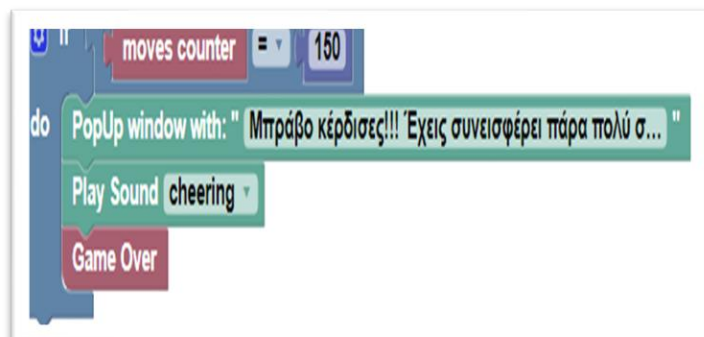 if moves counter = 150
do PopUp window with: " Μπράβο κέρδισες!!! Έχεις συνεισφέρει πάρα πολύ σ... "
Play Sound cheering
Game Over